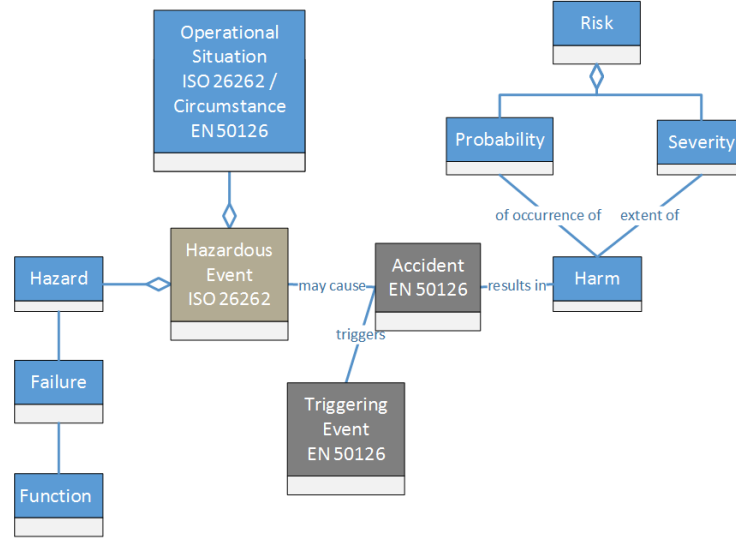 Operational
Situation
ISO 26262 /
Circumstance
EN 50126
Risk
Probability
Severity
of occurrence of
extent of
Hazardous
Event
ISO 26262
Hazard
may cause
Accident
EN 50126
results in
Harm
triggers
Failure
Triggering
Event
EN 50126
Function